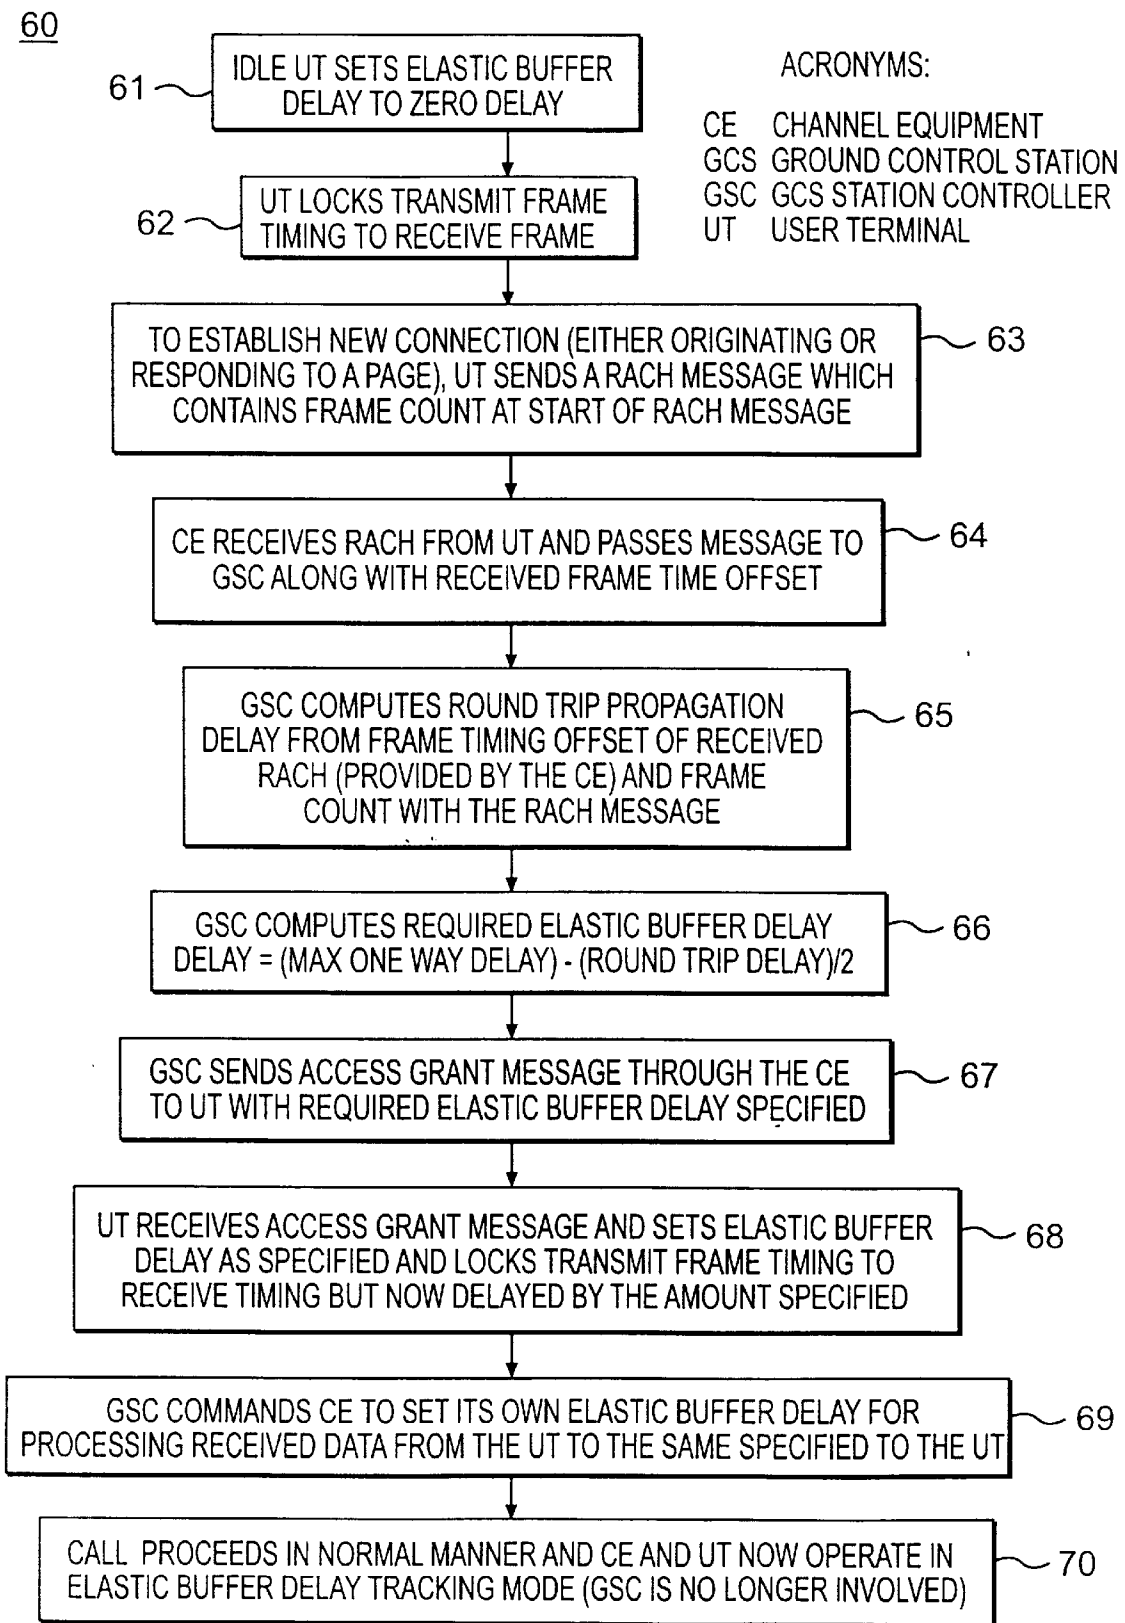 60
61
IDLE UT SETS ELASTIC BUFFER
DELAY TO ZERO DELAY
ACRONYMS:
CE CHANNEL EQUIPMENT
GCS GROUND CONTROL STATION
GSC GCS STATION CONTROLLER
UT USER TERMINAL
62
UT LOCKS TRANSMIT FRAME
TIMING TO RECEIVE FRAME
TO ESTABLISH NEW CONNECTION (EITHER ORIGINATING OR
RESPONDING TO A PAGE), UT SENDS A RACH MESSAGE WHICH
CONTAINS FRAME COUNT AT START OF RACH MESSAGE
63
CE RECEIVES RACH FROM UT AND PASSES MESSAGE TO
GSC ALONG WITH RECEIVED FRAME TIME OFFSET
64
GSC COMPUTES ROUND TRIP PROPAGATION
DELAY FROM FRAME TIMING OFFSET OF RECEIVED
RACH (PROVIDED BY THE CE) AND FRAME
COUNT WITH THE RACH MESSAGE
65
GSC COMPUTES REQUIRED ELASTIC BUFFER DELAY
DELAY = (MAX ONE WAY DELAY) - (ROUND TRIP DELAY)/2
66
GSC SENDS ACCESS GRANT MESSAGE THROUGH THE CE
TO UT WITH REQUIRED ELASTIC BUFFER DELAY SPECIFIED
67
UT RECEIVES ACCESS GRANT MESSAGE AND SETS ELASTIC BUFFER
DELAY AS SPECIFIED AND LOCKS TRANSMIT FRAME TIMING TO
RECEIVE TIMING BUT NOW DELAYED BY THE AMOUNT SPECIFIED
68
GSC COMMANDS CE TO SET ITS OWN ELASTIC BUFFER DELAY FOR
PROCESSING RECEIVED DATA FROM THE UT TO THE SAME SPECIFIED TO THE UT
69
CALL PROCEEDS IN NORMAL MANNER AND CE AND UT NOW OPERATE IN
ELASTIC BUFFER DELAY TRACKING MODE (GSC IS NO LONGER INVOLVED)
70